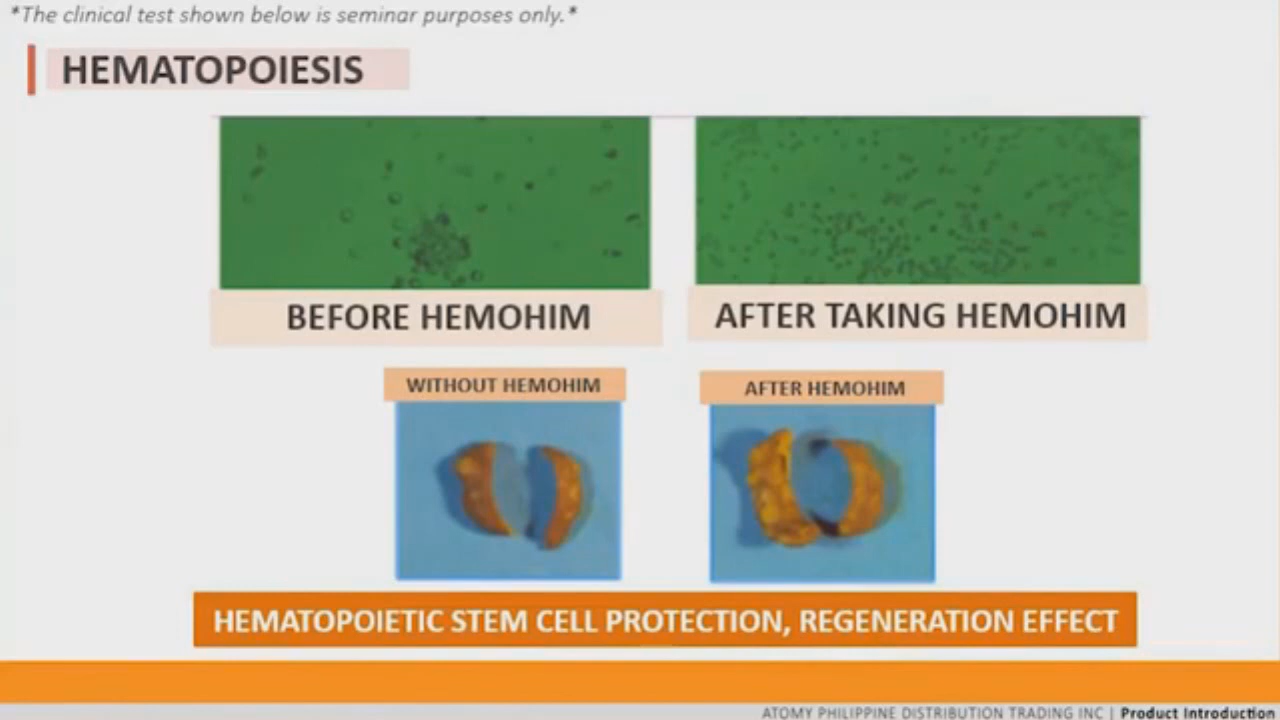 *The clinical test shown below is seminar purposes only.*
HEMATOPOIESIS
BEFORE HEMOHIM
AFTER TAKING HEMOHIM
WITHOUT HEMOHIM
AFTER HEMOHIM
HEMATOPOIETIC STEM CELL PROTECTION, REGENERATION EFFECT
ATOMY PHILIPPINE DISTRIBUTION TRADING INC | Product Introduction